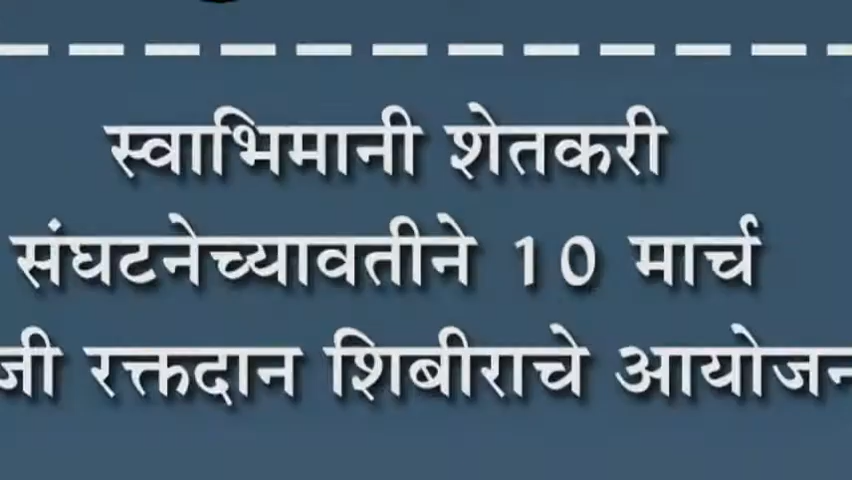 स्वाभिमानी शेतकरी
संघटनेच्यावतीने 10 मार्च
जी रक्तदान शिबीराचे आयोजन